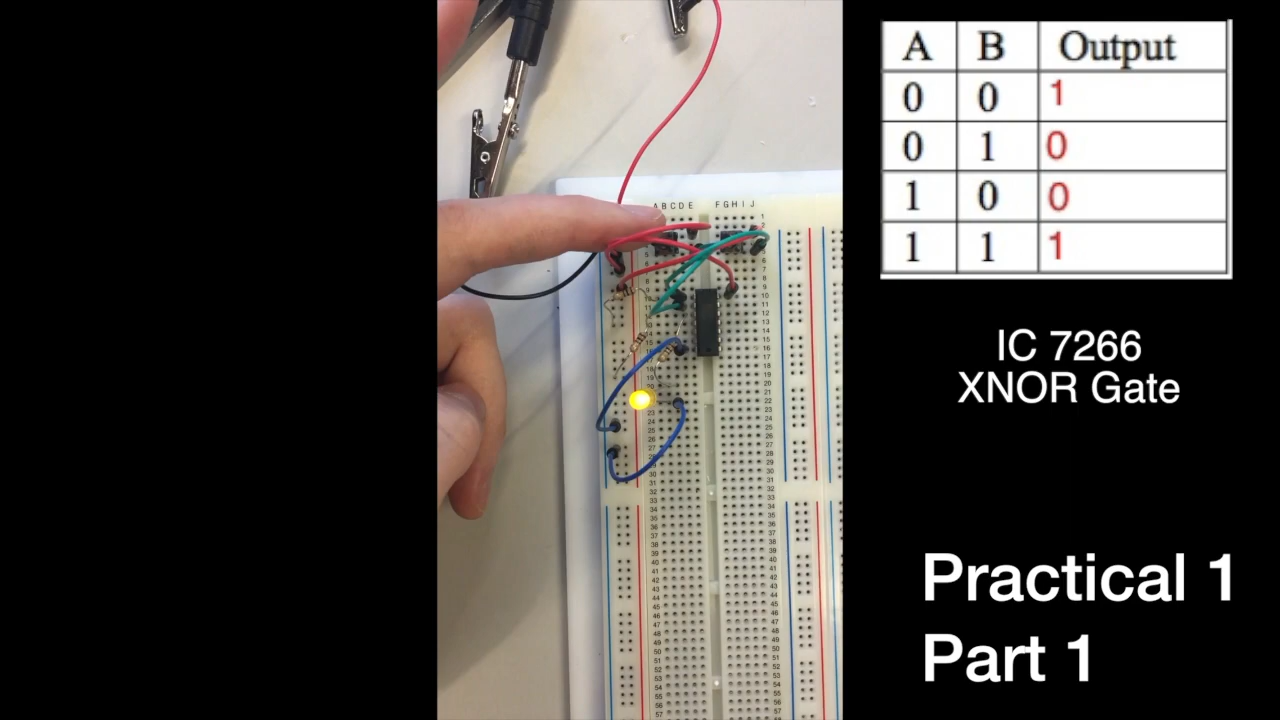 A B Output
0 0 1
0 1 0
1 0 0
1 1 1
IC 7266
XNOR Gate
Practical 1
Part 1
A B C D E F G H I J